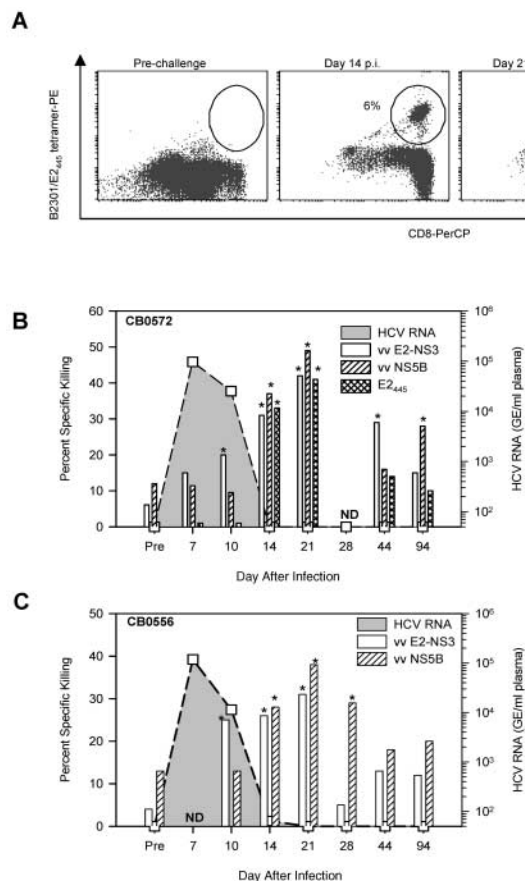 A
Pre-challenge
Day 14 p.i.
Day 2
B2301/E2445 tetramer-PE
6%
CD8-PerCP
B
CB0572
HCV RNA
vv E2-NS3
vv NS5B
E2445
Percent Specific Killing
60
50
40
30
20
10
0
HCV RNA (GE/ml plasma)
10^6
10^5
10^4
10^3
10^2
* * * * * * * * * *
ND
Pre 7 10 14 21 28 44 94
Day After Infection
C
CB0556
HCV RNA
vv E2-NS3
vv NS5B
Percent Specific Killing
50
40
30
20
10
0
HCV RNA (GE/ml plasma)
10^6
10^5
10^4
10^3
10^2
* * * * * *
ND
Pre 7 10 14 21 28 44 94
Day After Infection